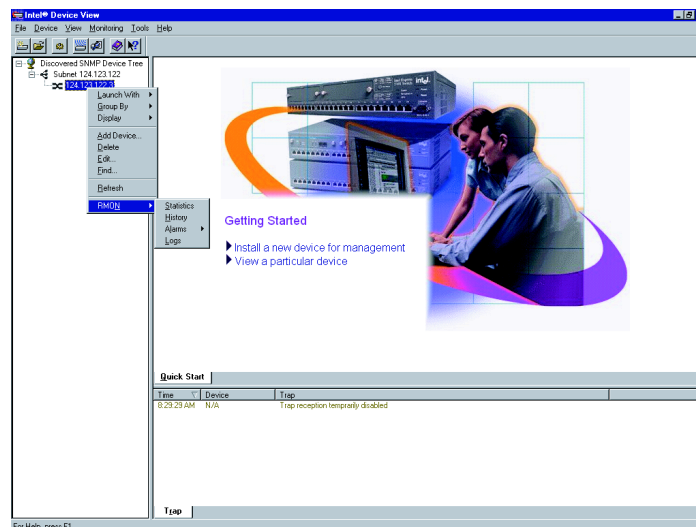 Intel® Device View
File Device View Monitoring Tools Help
Discovered SNMP Device Tree
Subnet 124.123.122
124.123.122.3
Launch With
Group By
Display
Add Device...
Delete
Edit...
Find...
Refresh
RMON
Statistics
History
Alarms
Logs
intel.
Getting Started
Install a new device for management
View a particular device
Quick Start
Time Device Trap
8:29:29 AM N/A Trap reception temprarily disabled
Trap
For Help, press F1